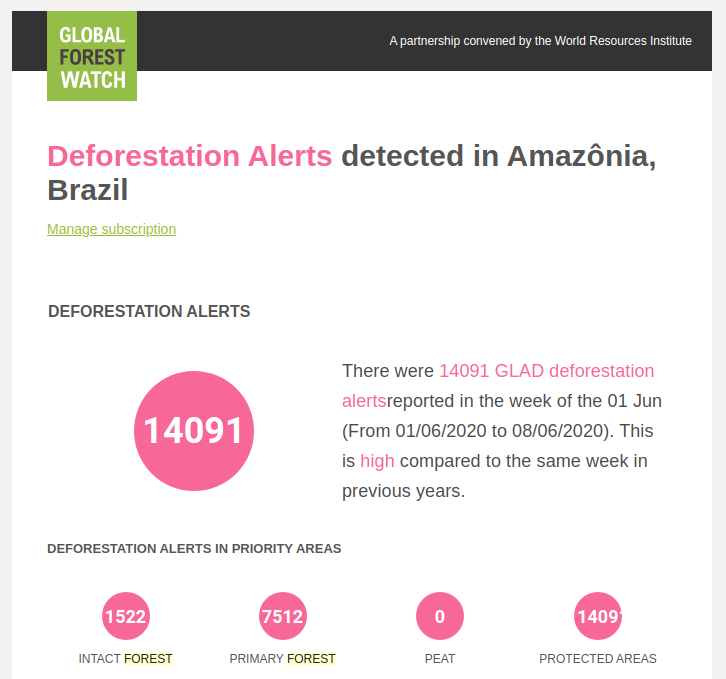 GLOBAL
FOREST
WATCH
A partnership convened by the World Resources Institute
Deforestation Alerts detected in Amazônia,
Brazil
Manage subscription
DEFORESTATION ALERTS
14091
There were 14091 GLAD deforestation
alertsreported in the week of the 01 Jun
(From 01/06/2020 to 08/06/2020). This
is high compared to the same week in
previous years.
DEFORESTATION ALERTS IN PRIORITY AREAS
1522 7512 0 14091
INTACT FOREST PRIMARY FOREST PEAT PROTECTED AREAS